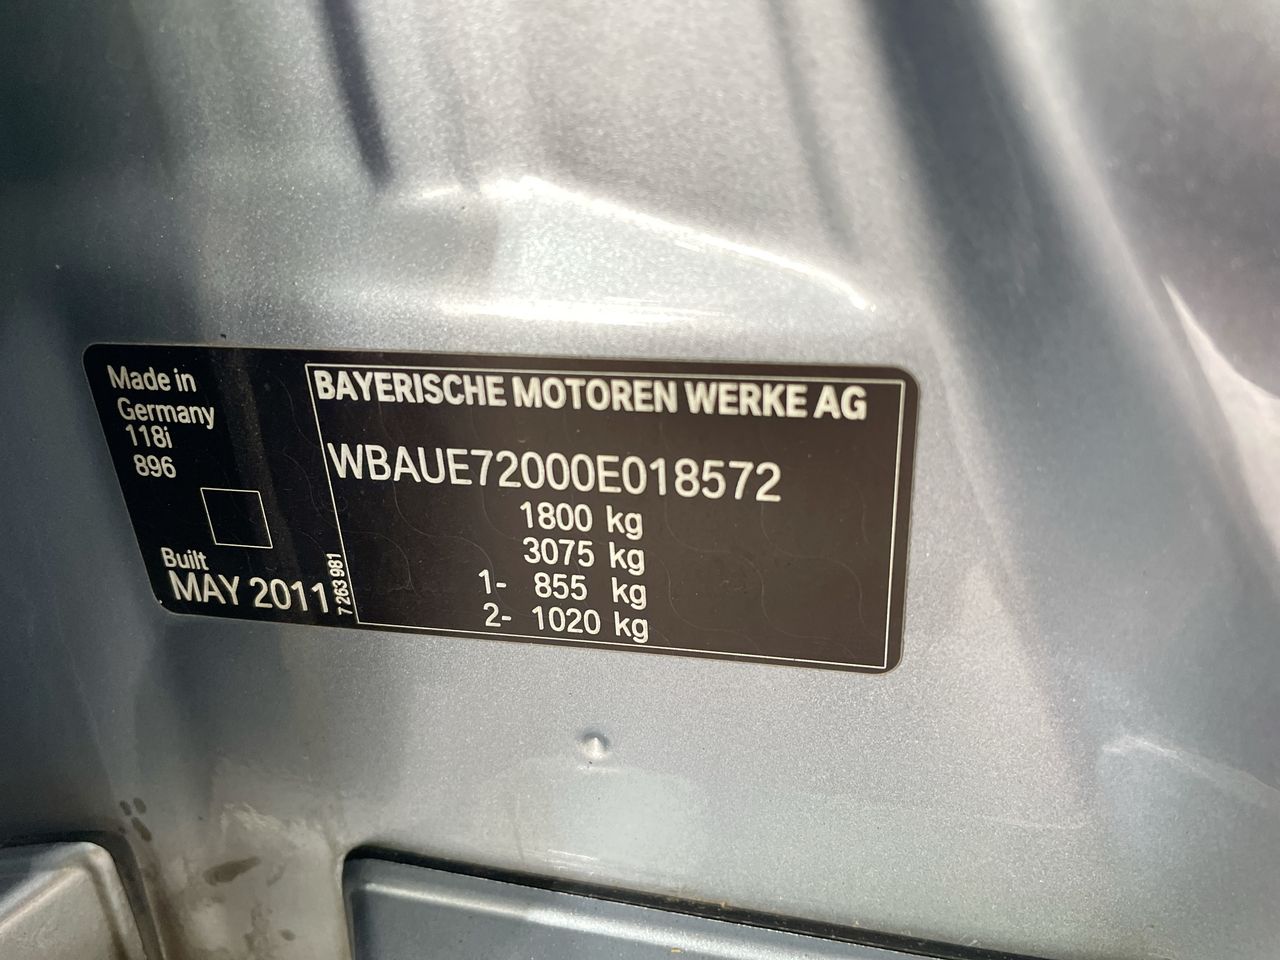 Made in
Germany
118i
896
Built
MAY 2011
7 263 981
BAYERISCHE MOTOREN WERKE AG
WBAUE72000E018572
1800 kg
3075 kg
1- 855 kg
2- 1020 kg